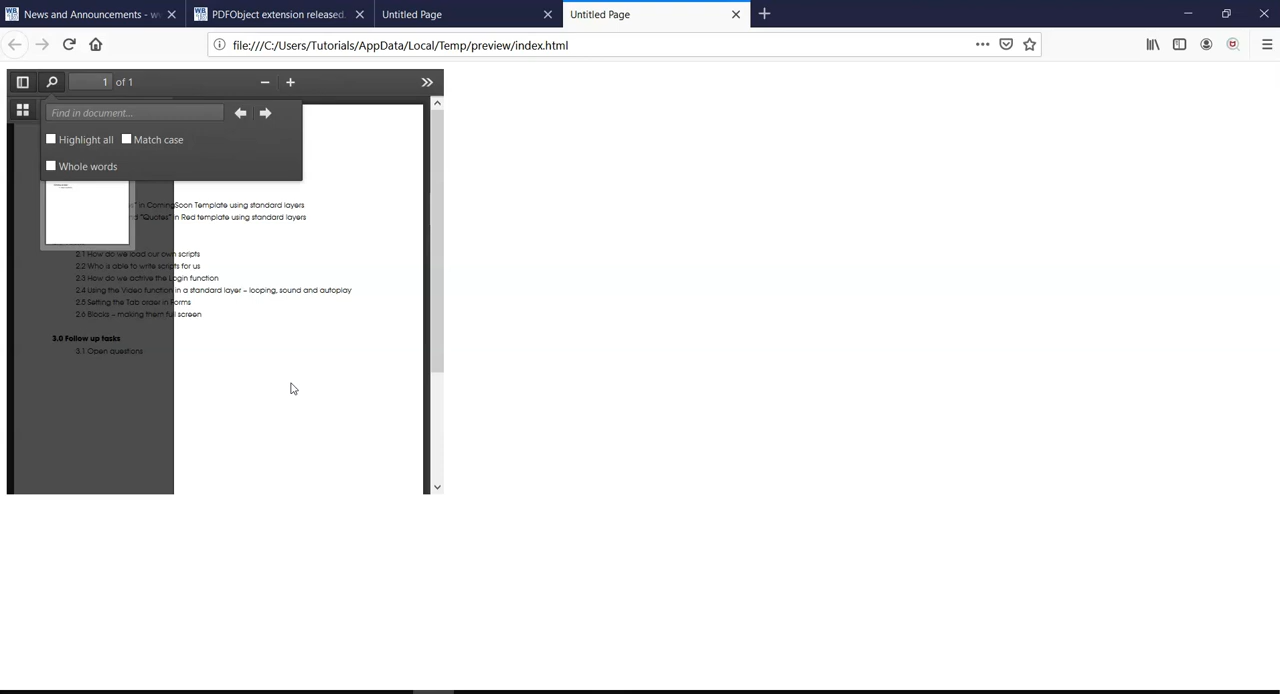 News and Announcements - w
PDFObject extension released.
Untitled Page
Untitled Page
file:///C:/Users/Tutorials/AppData/Local/Temp/preview/index.html
1 of 1
Find in document...
Highlight all
Match case
Whole words
in ComingSoon Template using standard layers
"Quotes" in Red template using standard layers
2.1 How do we load our own scripts
2.2 Who is able to write scripts for us
2.3 How do we active the Login function
2.4 Using the Video function in a standard layer – looping, sound and autoplay
2.5 Setting the Tab order in Forms
2.6 Blocks – making them full screen
3.0 Follow up tasks
3.1 Open questions